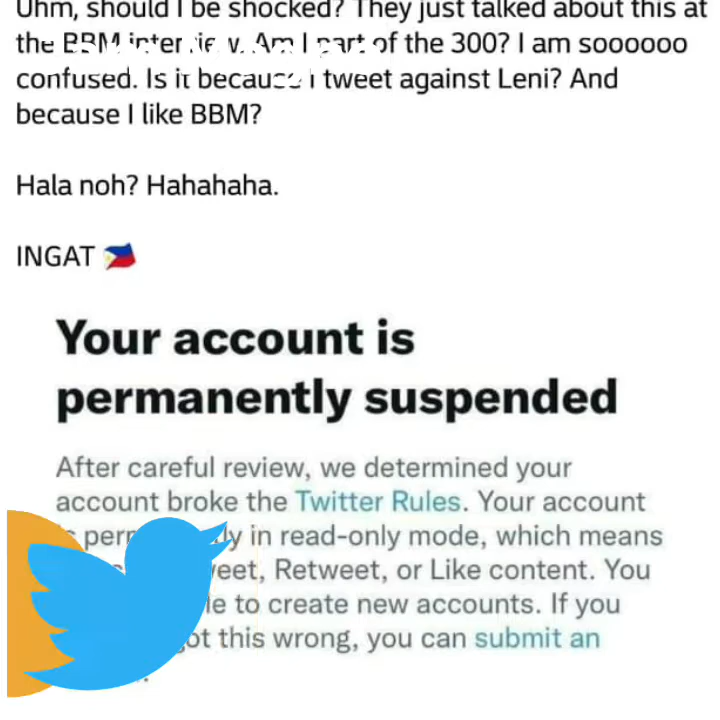 Uhm, should I be shocked? They just talked about this at
the BBM interview. Am I part of the 300? I am soooooo
confused. Is it because I tweet against Leni? And
because I like BBM?
Hala noh? Hahahaha.
INGAT 🇵🇭
Your account is
permanently suspended
After careful review, we determined your
account broke the Twitter Rules. Your account
in read-only mode, which means
Retweet, or Like content. You
to create new accounts. If you
this wrong, you can submit an